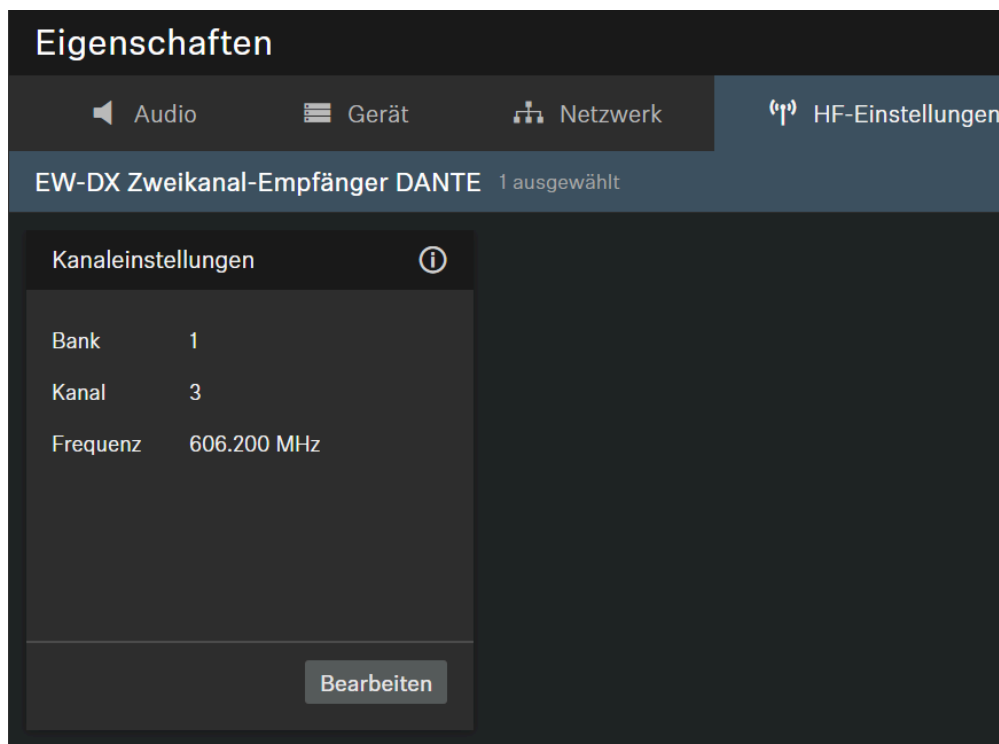 Eigenschaften
Audio Gerät Netzwerk HF-Einstellungen
EW-DX Zweikanal-Empfänger DANTE 1 ausgewählt
Kanaleinstellungen
Bank 1
Kanal 3
Frequenz 606.200 MHz
Bearbeiten